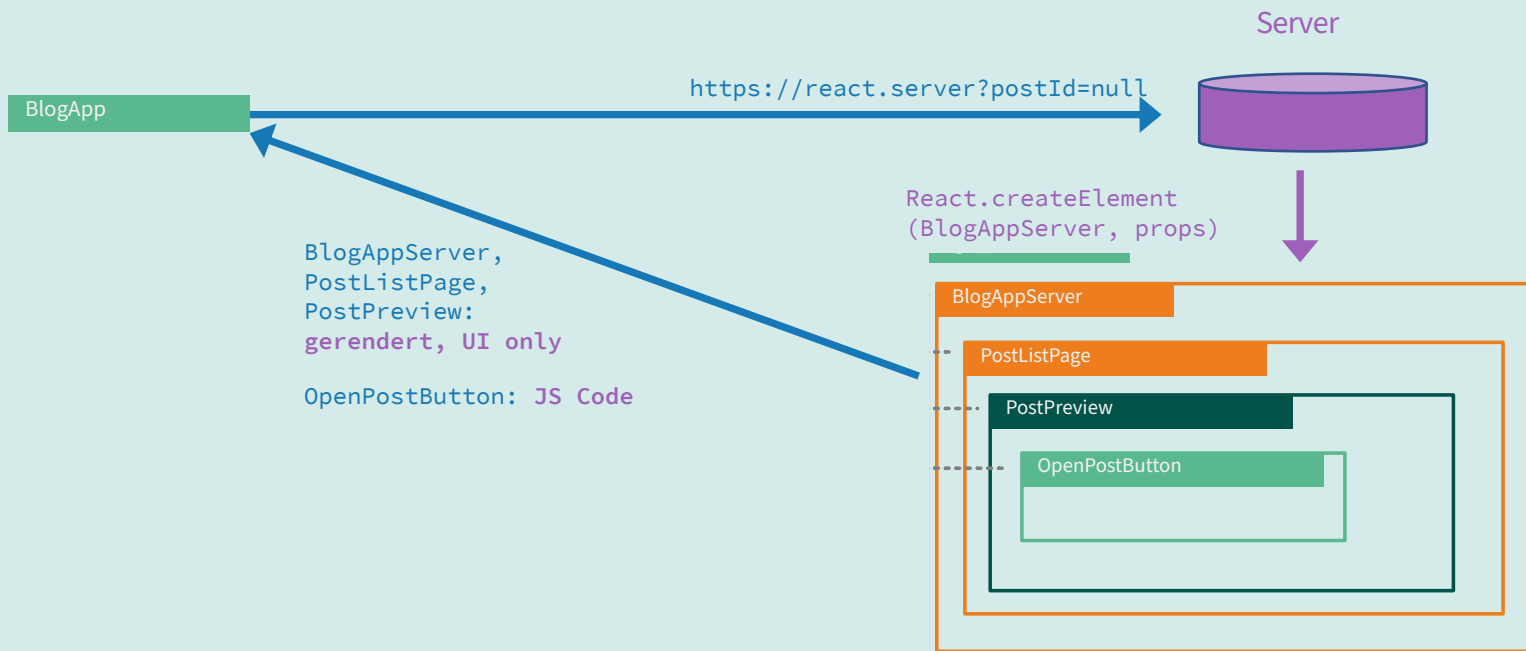 Server
https://react.server?postId=null
BlogApp
React.createElement
(BlogAppServer, props)
BlogAppServer,
PostListPage,
PostPreview:
gerendert, UI only
OpenPostButton: JS Code
BlogAppServer
PostListPage
PostPreview
OpenPostButton